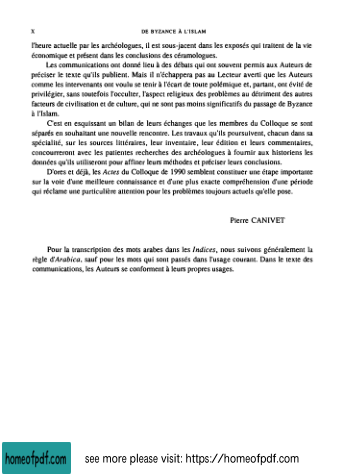 X
DE BYZANCE À L'ISLAM
l'heure actuelle par les archéologues, il est sous-jacent dans les exposés qui traitent de la vie
économique et présent dans les conclusions des céramologues.
Les communications ont donné lieu à des débats qui ont souvent permis aux Auteurs de
préciser le texte qu'ils publient. Mais il n'échappera pas au Lecteur averti que les Auteurs
comme les intervenants ont voulu se tenir à l'écart de toute polémique et, partant, ont évité de
privilégier, sans toutefois l'occulter, l'aspect religieux des problèmes au détriment des autres
facteurs de civilisation et de culture, qui ne sont pas moins significatifs du passage de Byzance
à l'Islam.
C'est en esquissant un bilan de leurs échanges que les membres du Colloque se sont
séparés en souhaitant une nouvelle rencontre. Les travaux qu'ils poursuivent, chacun dans sa
spécialité, sur les sources littéraires, leur inventaire, leur édition et leurs commentaires,
concourreront avec les patientes recherches des archéologues à fournir aux historiens les
données qu'ils utiliseront pour affiner leurs méthodes et préciser leurs conclusions.
D'ores et déjà, les Actes du Colloque de 1990 semblent constituer une étape importante
sur la voie d'une meilleure connaissance et d'une plus exacte compréhension d'une période
qui réclame une particulière attention pour les problèmes toujours actuels qu'elle pose.
Pierre CANIVET
Pour la transcription des mots arabes dans les Indices, nous suivons généralement la
règle d'Arabica, sauf pour les mots qui sont passés dans l'usage courant. Dans le texte des
communications, les Auteurs se conforment à leurs propres usages.
homeofpdf.com
see more please visit: https://homeofpdf.com